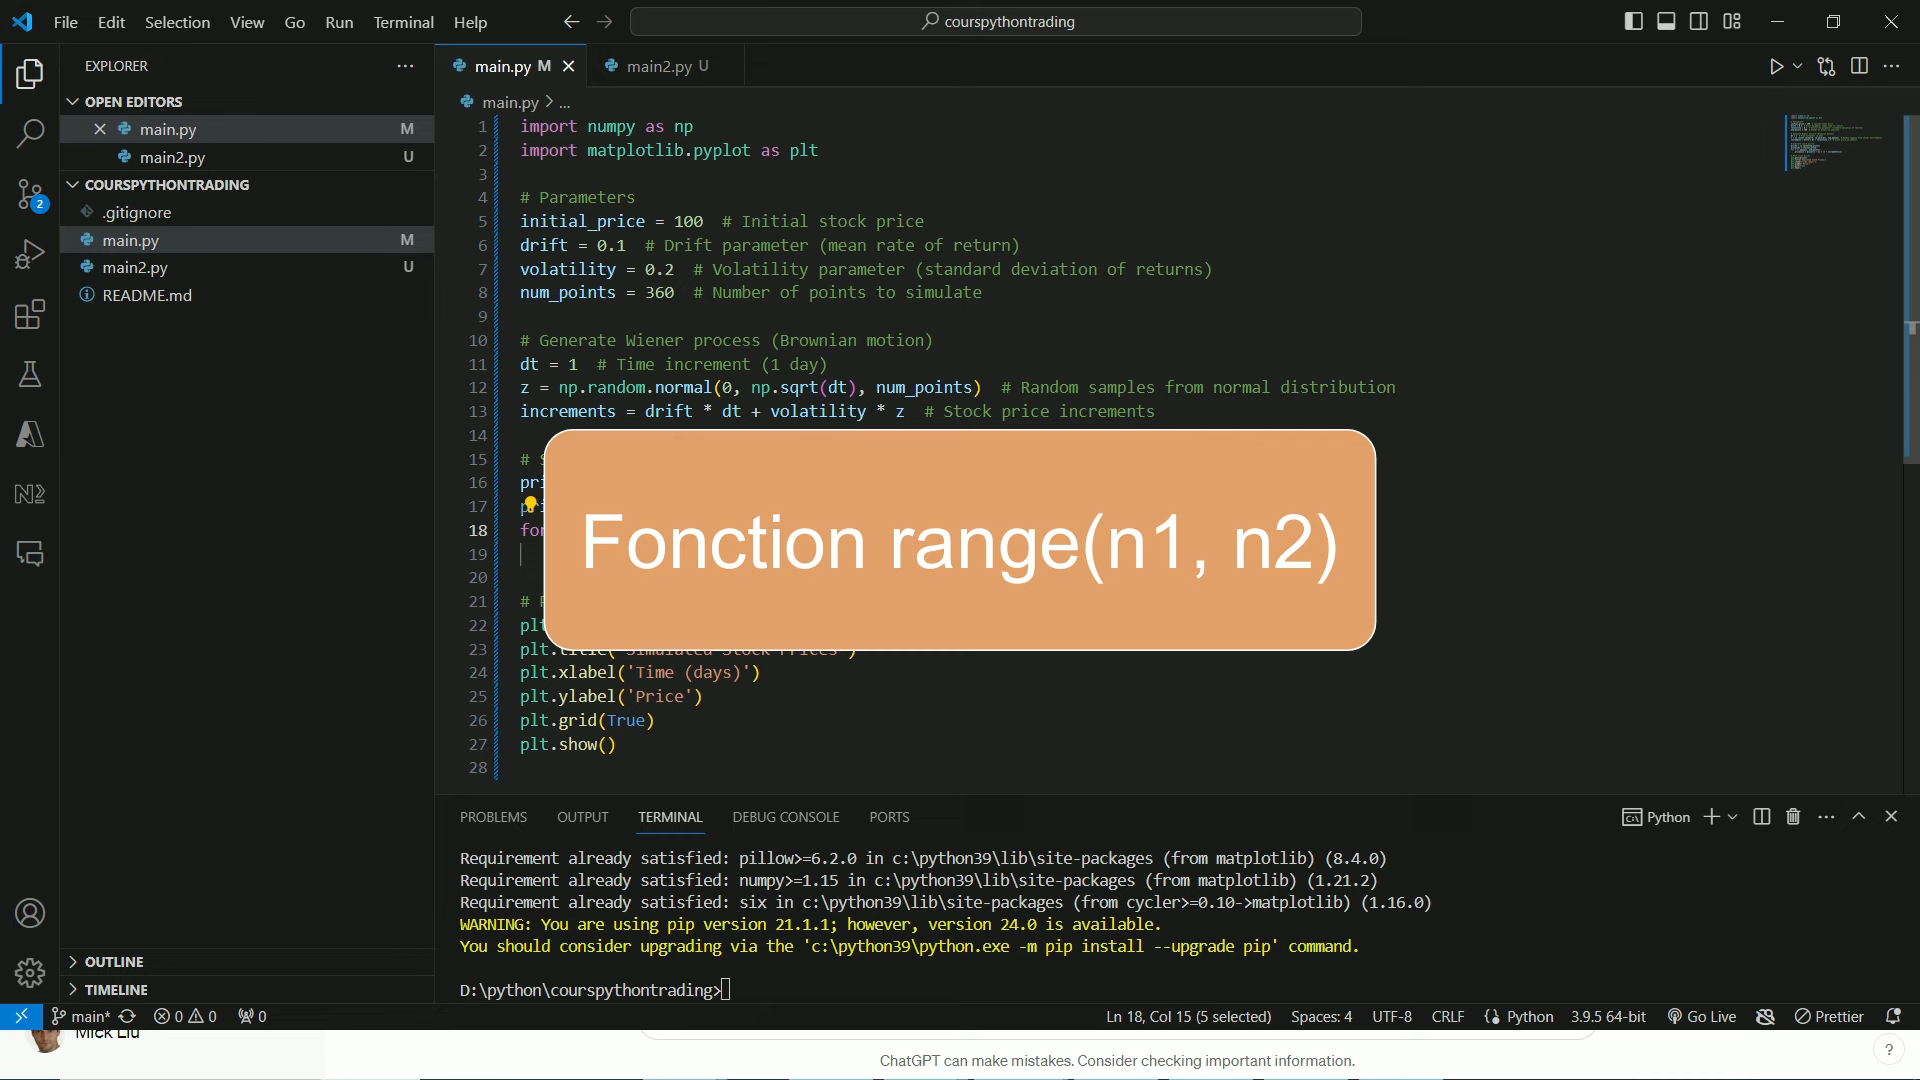 File Edit Selection View Go Run Terminal Help
courspythontrading
EXPLORER
OPEN EDITORS
main.py M
main2.py U
COURSPYTHONTRADING
.gitignore
main.py M
main2.py U
README.md
OUTLINE
TIMELINE
2
main.py M
main2.py U
main.py > ...
1 import numpy as np
2 import matplotlib.pyplot as plt
3
4 # Parameters
5 initial_price = 100 # Initial stock price
6 drift = 0.1 # Drift parameter (mean rate of return)
7 volatility = 0.2 # Volatility parameter (standard deviation of returns)
8 num_points = 360 # Number of points to simulate
9
10 # Generate Wiener process (Brownian motion)
11 dt = 1 # Time increment (1 day)
12 z = np.random.normal(0, np.sqrt(dt), num_points) # Random samples from normal distribution
13 increments = drift * dt + volatility * z # Stock price increments
14
15 #
16 pri
17 pri
18 for
19
20
21 #
22 plt
23 plt.title('Simulated Stock Prices')
24 plt.xlabel('Time (days)')
25 plt.ylabel('Price')
26 plt.grid(True)
27 plt.show()
28
Fonction range(n1, n2)
PROBLEMS OUTPUT TERMINAL DEBUG CONSOLE PORTS
Python
Requirement already satisfied: pillow>=6.2.0 in c:\python39\lib\site-packages (from matplotlib) (8.4.0)
Requirement already satisfied: numpy>=1.15 in c:\python39\lib\site-packages (from matplotlib) (1.21.2)
Requirement already satisfied: six in c:\python39\lib\site-packages (from cycler>=0.10->matplotlib) (1.16.0)
WARNING: You are using pip version 21.1.1; however, version 24.0 is available.
You should consider upgrading via the 'c:\python39\python.exe -m pip install --upgrade pip' command.
D:\python\courspythontrading>
main* 0 0 0
Ln 18, Col 15 (5 selected) Spaces: 4 UTF-8 CRLF Python 3.9.5 64-bit Go Live Prettier
Mick Liu
ChatGPT can make mistakes. Consider checking important information.
?